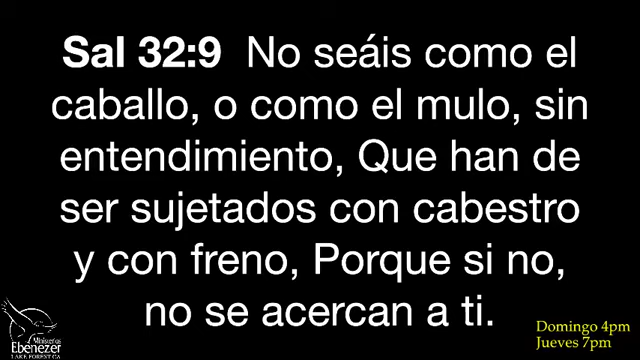 Sal 32:9 No seáis como el
caballo, o como el mulo, sin
entendimiento, Que han de
ser sujetados con cabestro
y con freno, Porque si no,
no se acercan a ti.
Ministerios
Ebenezer
LAKE FOREST CA
Domingo 4pm
Jueves 7pm